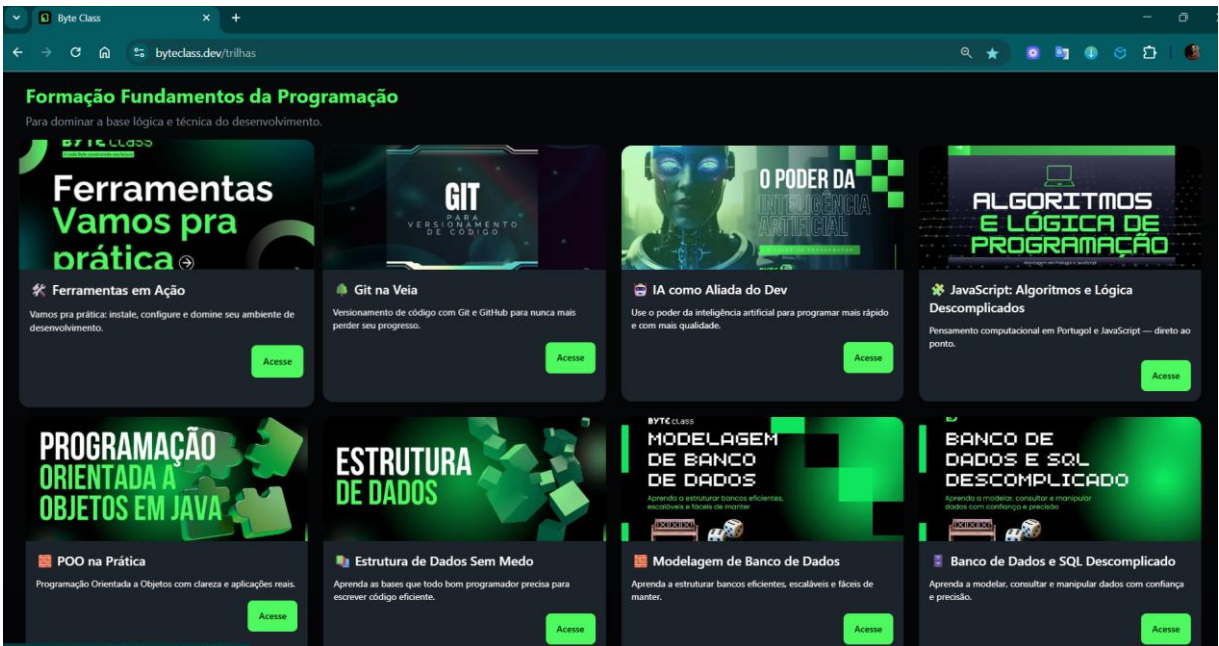 Byte Class
byteclass.dev/trilhas
Formação Fundamentos da Programação
Para dominar a base lógica e técnica do desenvolvimento.
BYTE CLASS
Ferramentas
Vamos pra
prática
🛠 Ferramentas em Ação
Vamos pra prática: instale, configure e domine seu ambiente de
desenvolvimento.
Acesse
GIT
PARA
VERSIONAMENTO
DE CÓDIGO
Git na Veia
Versionamento de código com Git e GitHub para nunca mais
perder seu progresso.
Acesse
O PODER DA
INTELIGÊNCIA
ARTIFICIAL
IA como Aliada do Dev
Use o poder da inteligência artificial para programar mais rápido
e com mais qualidade.
Acesse
ALGORITMOS
E LÓGICA DE
PROGRAMAÇÃO
JavaScript: Algoritmos e Lógica
Descomplicados
Pensamento computacional em Portugol e JavaScript — direto ao
ponto.
Acesse
PROGRAMAÇÃO
ORIENTADA A
OBJETOS EM JAVA
POO na Prática
Programação Orientada a Objetos com clareza e aplicações reais.
Acesse
ESTRUTURA
DE DADOS
Estrutura de Dados Sem Medo
Aprenda as bases que todo bom programador precisa para
escrever código eficiente.
Acesse
BYTE CLASS
MODELAGEM
DE BANCO
DE DADOS
Aprenda a estruturar bancos eficientes,
escaláveis e fáceis de manter
Modelagem de Banco de Dados
Aprenda a estruturar bancos eficientes, escaláveis e fáceis de
manter.
Acesse
BANCO DE
DADOS E SQL
DESCOMPLICADO
Aprenda a modelar, consultar e manipular
dados com confiança e precisão
Banco de Dados e SQL Descomplicado
Aprenda a modelar, consultar e manipular dados com confiança
e precisão.
Acesse